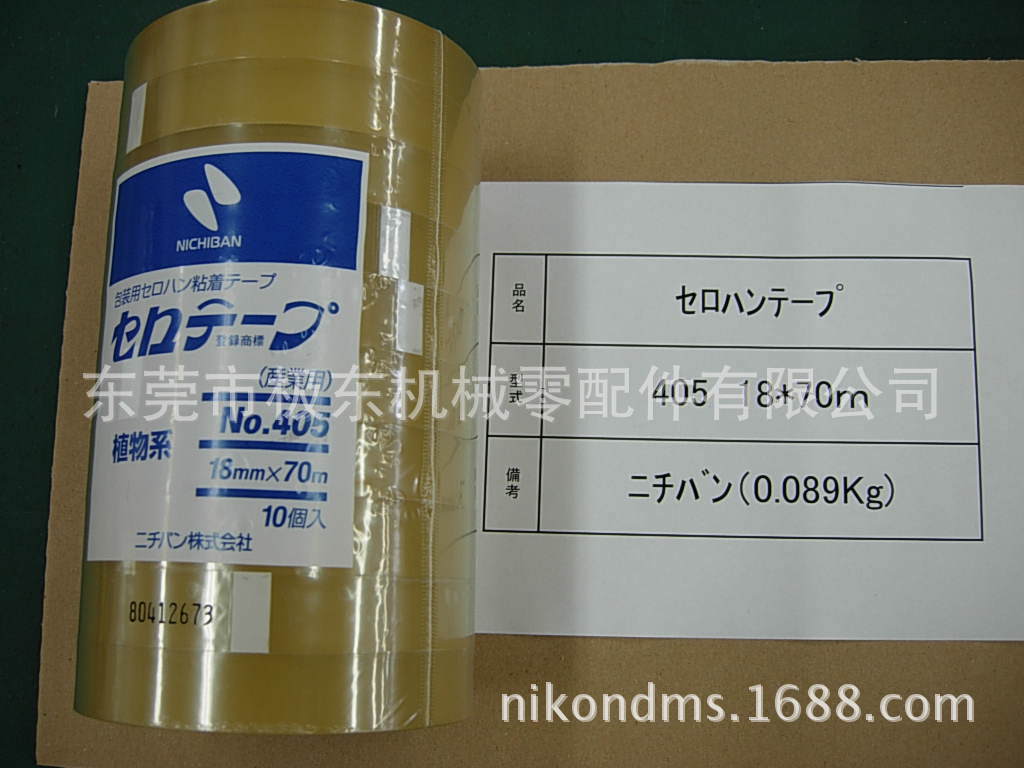 NICHIBAN
包装用セロハン粘着テープ
セロテープ
登録商標
(産業用)
No.405
植物系
18mm×70m
10個入
ニチバン株式会社
80412673
品名
セロハンテープ
型式
405 18*70m
備考
ニチバン(0.089Kg)
东莞市极东机械零配件有限公司
nikondms.1688.com